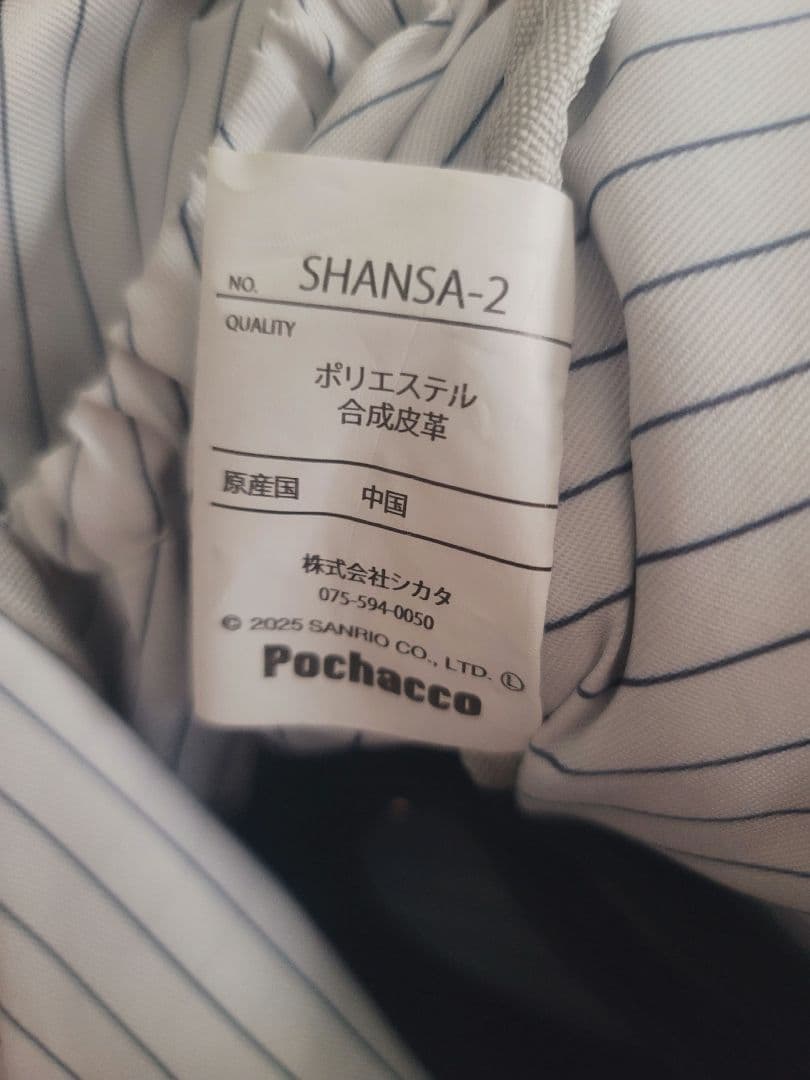 NO. SHANSA-2
QUALITY
ポリエステル
合成皮革
原産国 中国
株式会社シカタ
075-594-0050
© 2025 SANRIO CO., LTD. Ⓛ
Pochacco